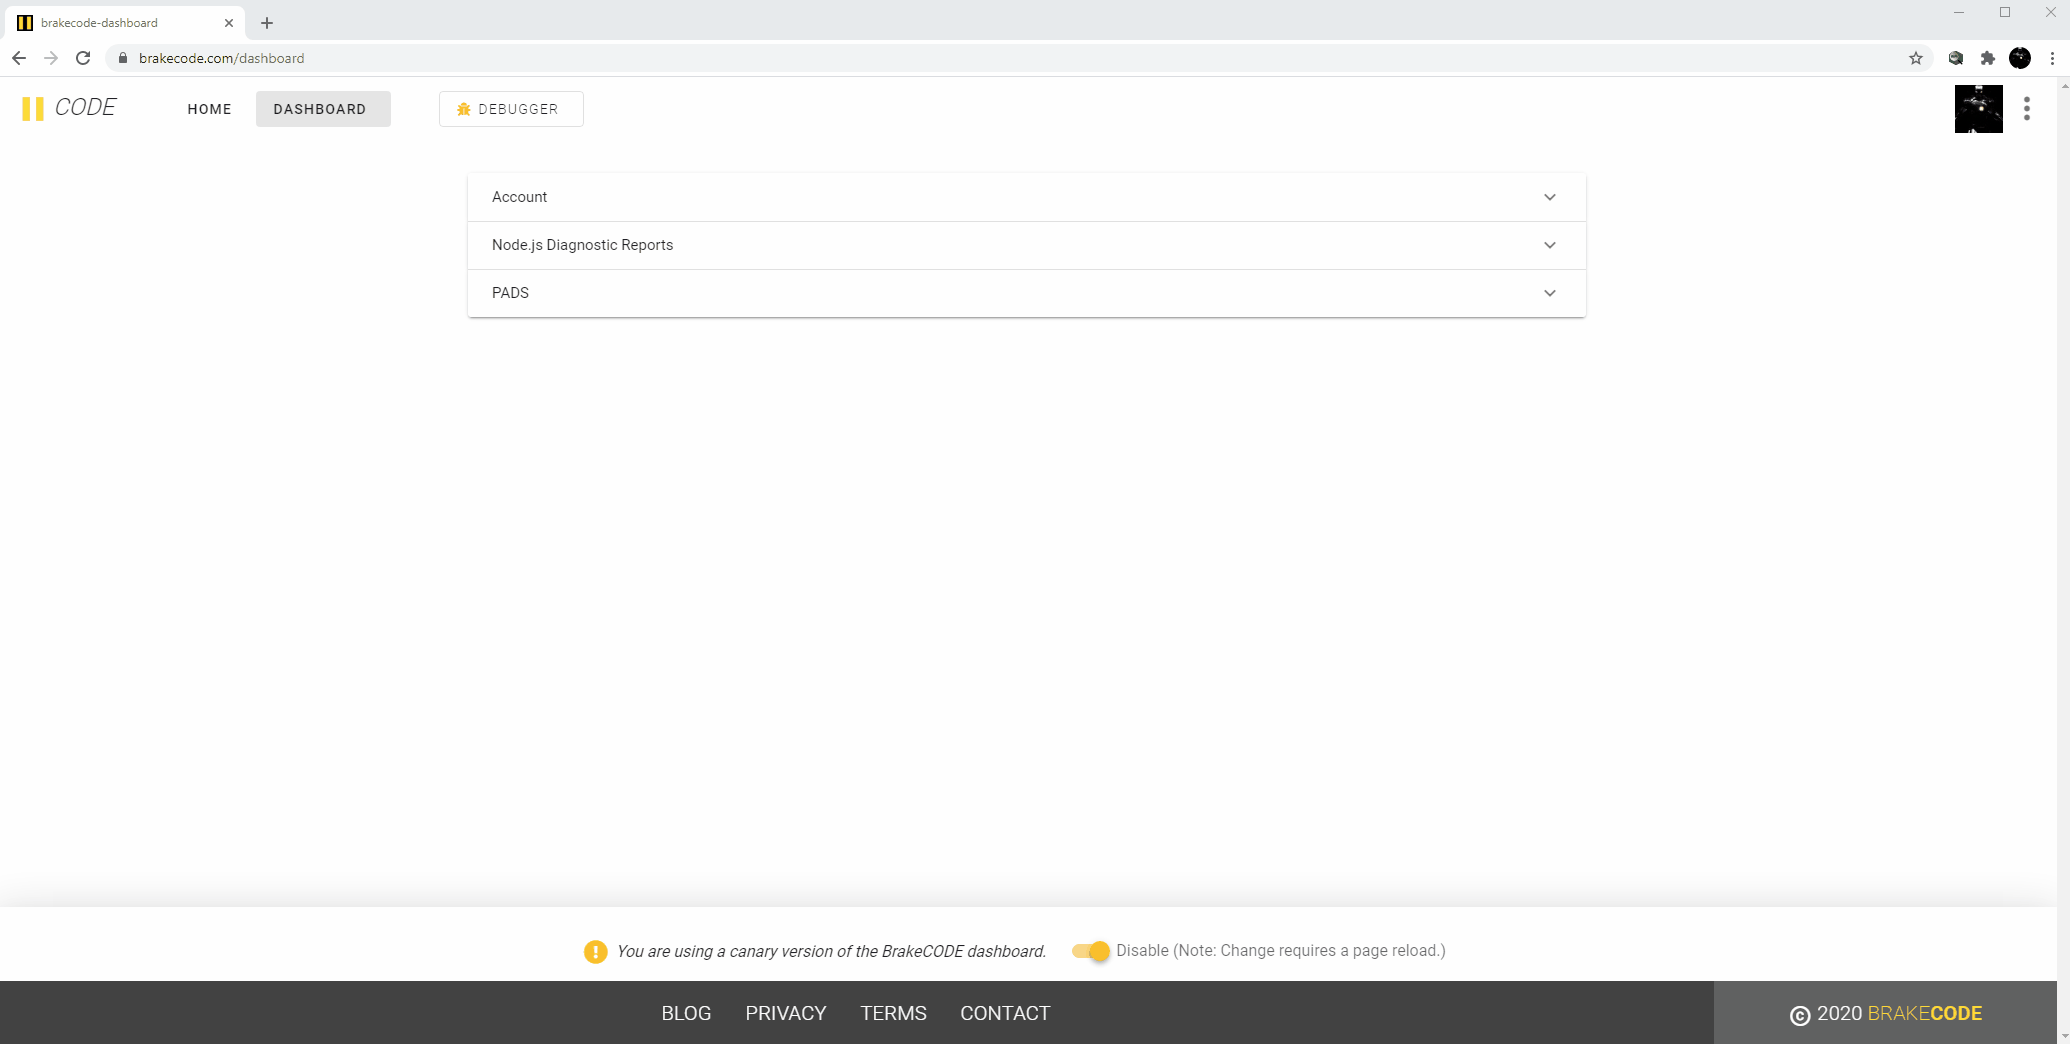 brakecode-dashboard
brakecode.com/dashboard
CODE HOME DASHBOARD DEBUGGER
Account
Node.js Diagnostic Reports
PADS
You are using a canary version of the BrakeCODE dashboard. Disable (Note: Change requires a page reload.)
BLOG PRIVACY TERMS CONTACT © 2020 BRAKECODE